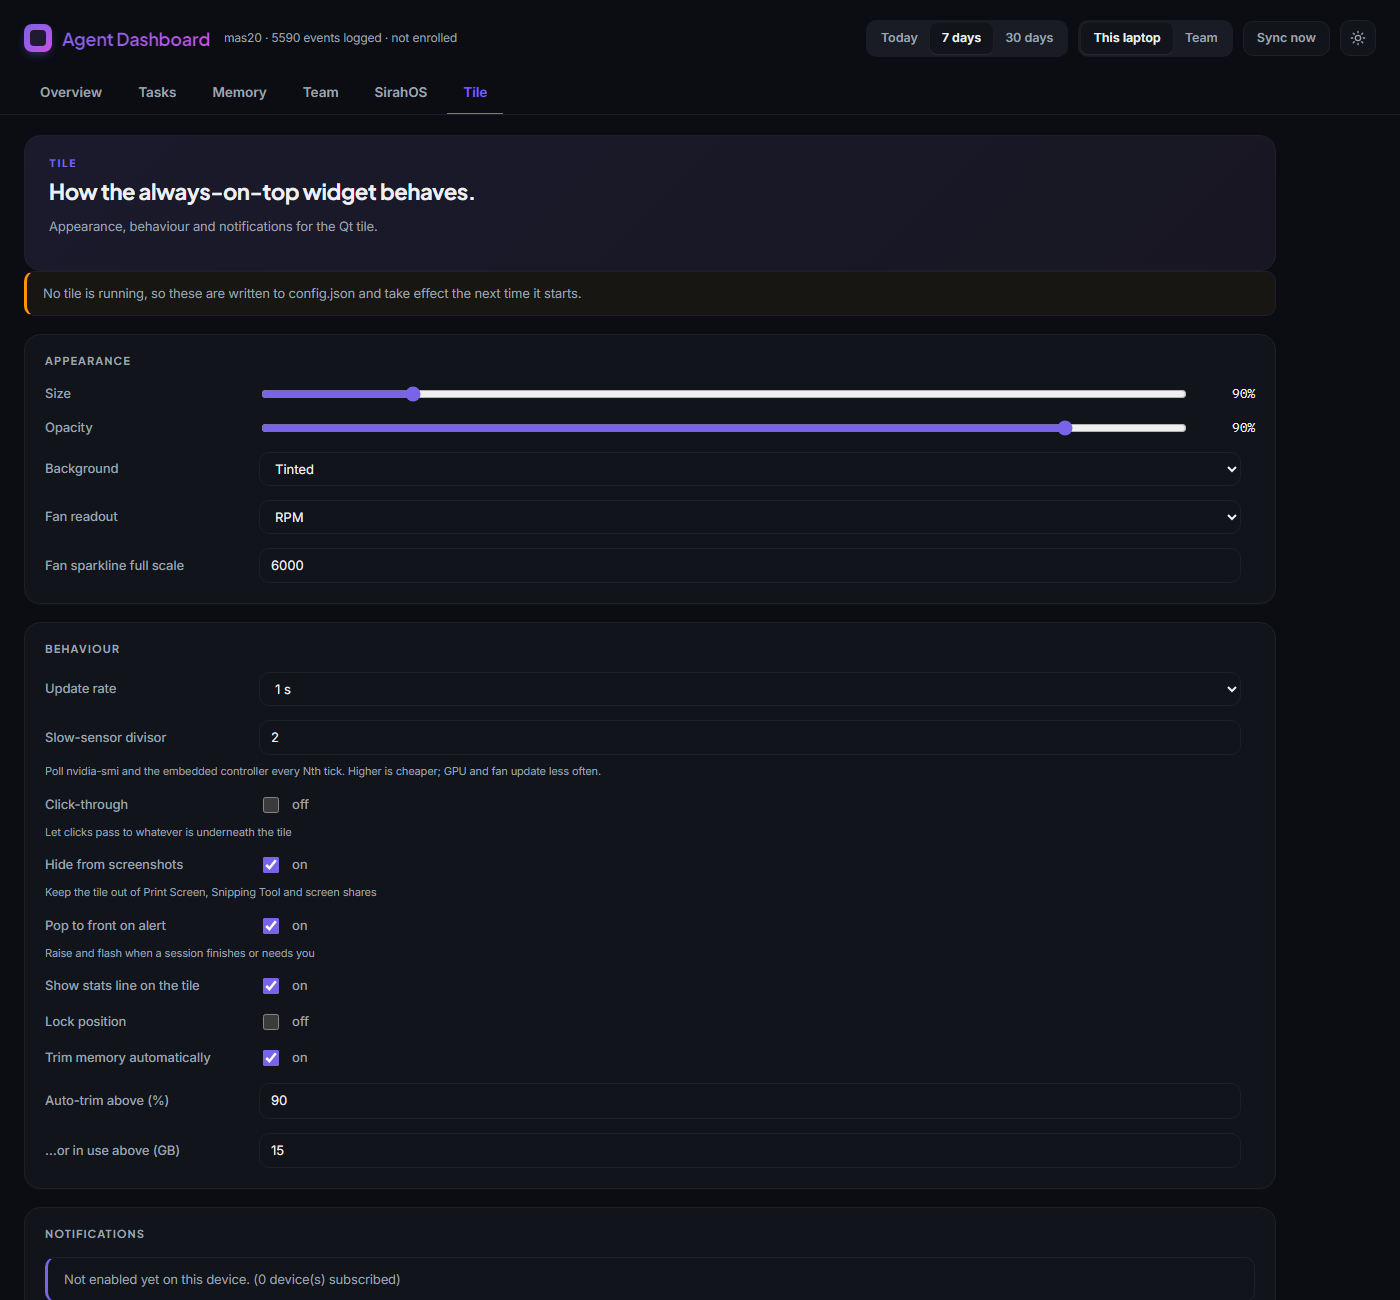 Agent Dashboard mas20 · 5590 events logged · not enrolled Today 7 days 30 days This laptop Team Sync now
Overview Tasks Memory Team SirahOS Tile
TILE
How the always-on-top widget behaves.
Appearance, behaviour and notifications for the Qt tile.
No tile is running, so these are written to config.json and take effect the next time it starts.
APPEARANCE
Size 90%
Opacity 90%
Background Tinted
Fan readout RPM
Fan sparkline full scale 6000
BEHAVIOUR
Update rate 1 s
Slow-sensor divisor 2
Poll nvidia-smi and the embedded controller every Nth tick. Higher is cheaper; GPU and fan update less often.
Click-through off
Let clicks pass to whatever is underneath the tile
Hide from screenshots on
Keep the tile out of Print Screen, Snipping Tool and screen shares
Pop to front on alert on
Raise and flash when a session finishes or needs you
Show stats line on the tile on
Lock position off
Trim memory automatically on
Auto-trim above (%) 90
...or in use above (GB) 15
NOTIFICATIONS
Not enabled yet on this device. (0 device(s) subscribed)